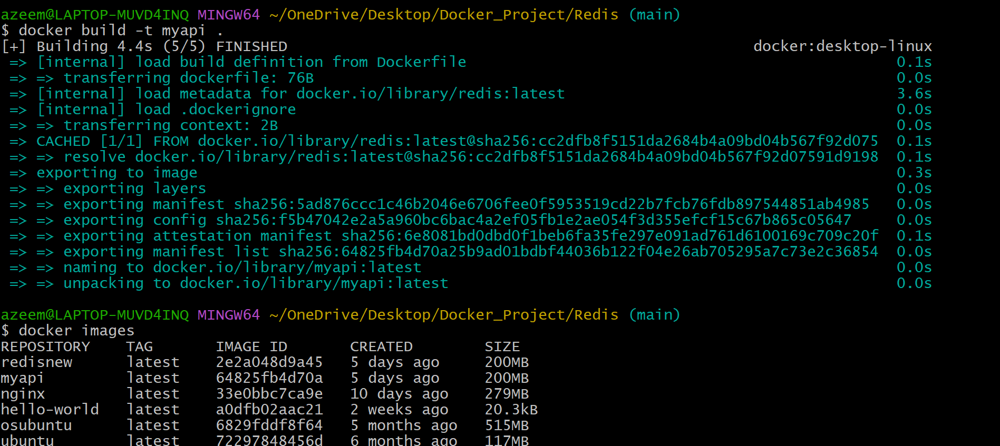 azeem@LAPTOP-MUVD4INQ MINGW64 ~/OneDrive/Desktop/Docker_Project/Redis (main)
$ docker build -t myapi .
[+] Building 4.4s (5/5) FINISHED docker:desktop-linux
=> [internal] load build definition from Dockerfile 0.1s
=> => transferring dockerfile: 76B 0.0s
=> [internal] load metadata for docker.io/library/redis:latest 3.6s
=> [internal] load .dockerignore 0.0s
=> => transferring context: 2B 0.0s
=> CACHED [1/1] FROM docker.io/library/redis:latest@sha256:cc2dfb8f5151da2684b4a09bd04b567f92d075 0.1s
=> => resolve docker.io/library/redis:latest@sha256:cc2dfb8f5151da2684b4a09bd04b567f92d07591d9198 0.1s
=> exporting to image 0.3s
=> => exporting layers 0.0s
=> => exporting manifest sha256:5ad876ccc1c46b2046e6706fee0f5953519cd22b7fcb76fdb897544851ab4985 0.0s
=> => exporting config sha256:f5b47042e2a5a960bc6bac4a2ef05fb1e2ae054f3d355efcf15c67b865c05647 0.0s
=> => exporting attestation manifest sha256:6e8081bd0dbd0f1beb6fa35fe297e091ad761d6100169c709c20f 0.1s
=> => exporting manifest list sha256:64825fb4d70a25b9ad01bdbf44036b122f04e26ab705295a7c73e2c36854 0.0s
=> => naming to docker.io/library/myapi:latest 0.0s
=> => unpacking to docker.io/library/myapi:latest 0.0s
azeem@LAPTOP-MUVD4INQ MINGW64 ~/OneDrive/Desktop/Docker_Project/Redis (main)
$ docker images
REPOSITORY TAG IMAGE ID CREATED SIZE
redisnew latest 2e2a048d9a45 5 days ago 200MB
myapi latest 64825fb4d70a 5 days ago 200MB
nginx latest 33e0bbc7ca9e 10 days ago 279MB
hello-world latest a0dfb02aac21 2 weeks ago 20.3kB
osubuntu latest 6829fddf8f64 5 months ago 515MB
ubuntu latest 72297848456d 6 months ago 117MB